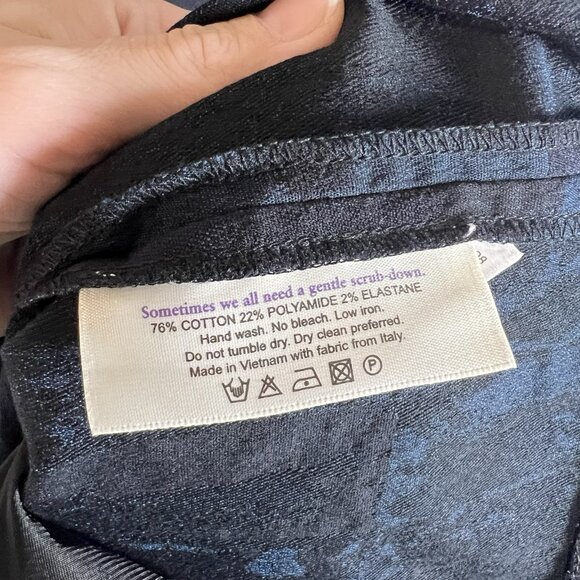 Sometimes we all need a gentle scrub-down.
76% COTTON 22% POLYAMIDE 2% ELASTANE
Hand wash. No bleach. Low iron.
Do not tumble dry. Dry clean preferred.
Made in Vietnam with fabric from Italy.
P